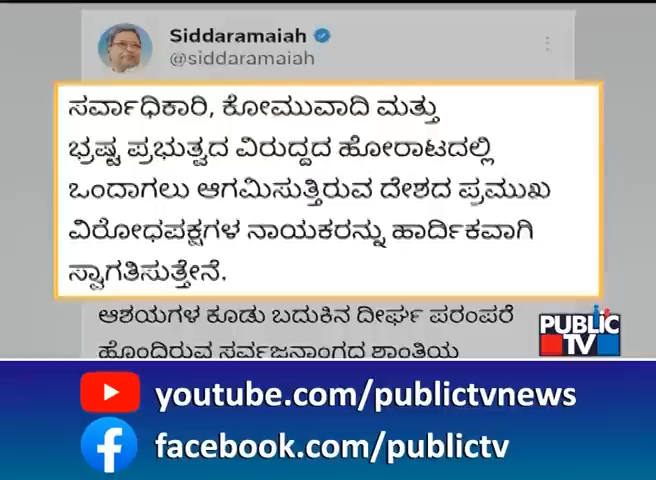 Siddaramaiah
@siddaramaiah
ಸರ್ವಾಧಿಕಾರಿ, ಕೋಮುವಾದಿ ಮತ್ತು
ಭ್ರಷ್ಟ ಪ್ರಭುತ್ವದ ವಿರುದ್ದದ ಹೋರಾಟದಲ್ಲಿ
ಒಂದಾಗಲು ಆಗಮಿಸುತ್ತಿರುವ ದೇಶದ ಪ್ರಮುಖ
ವಿರೋಧಪಕ್ಷಗಳ ನಾಯಕರನ್ನು ಹಾರ್ದಿಕವಾಗಿ
ಸ್ವಾಗತಿಸುತ್ತೇನೆ.
ಆಶಯಗಳ ಕೂಡು ಬದುಕಿನ ದೀರ್ಘ ಪರಂಪರೆ
ಹೊಂದಿರುವ ಸರ್ವಜನಾಂಗದ ಶಾಂತಿಯ
PUBLIC
TV
youtube.com/publictvnews
facebook.com/publictv